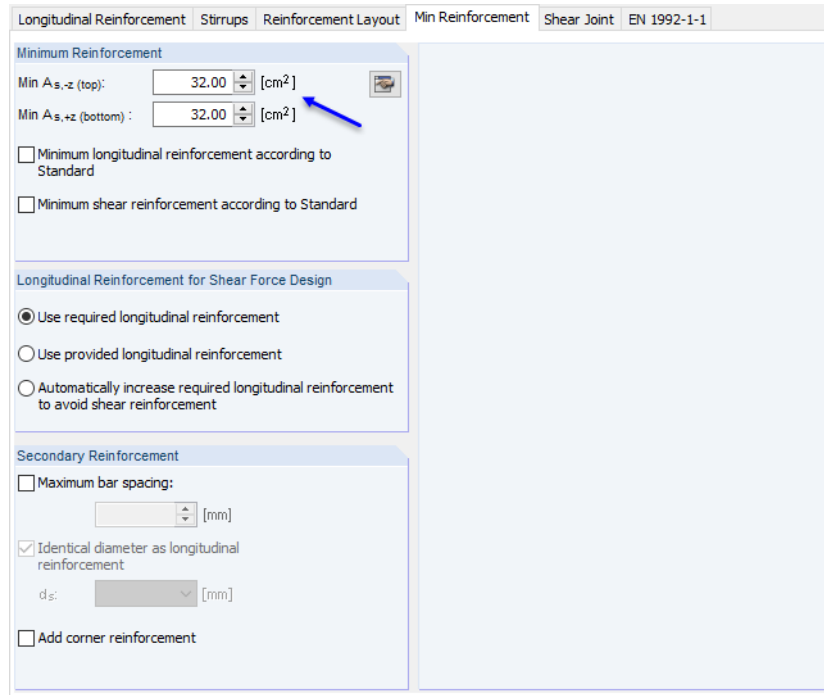 Longitudinal Reinforcement Stirrups Reinforcement Layout Min Reinforcement Shear Joint EN 1992-1-1
Minimum Reinforcement
Min As,-z (top): 32.00 [cm²]
Min As,+z (bottom) : 32.00 [cm²]
Minimum longitudinal reinforcement according to
Standard
Minimum shear reinforcement according to Standard
Longitudinal Reinforcement for Shear Force Design
Use required longitudinal reinforcement
Use provided longitudinal reinforcement
Automatically increase required longitudinal reinforcement
to avoid shear reinforcement
Secondary Reinforcement
Maximum bar spacing:
[mm]
Identical diameter as longitudinal
reinforcement
ds: [mm]
Add corner reinforcement